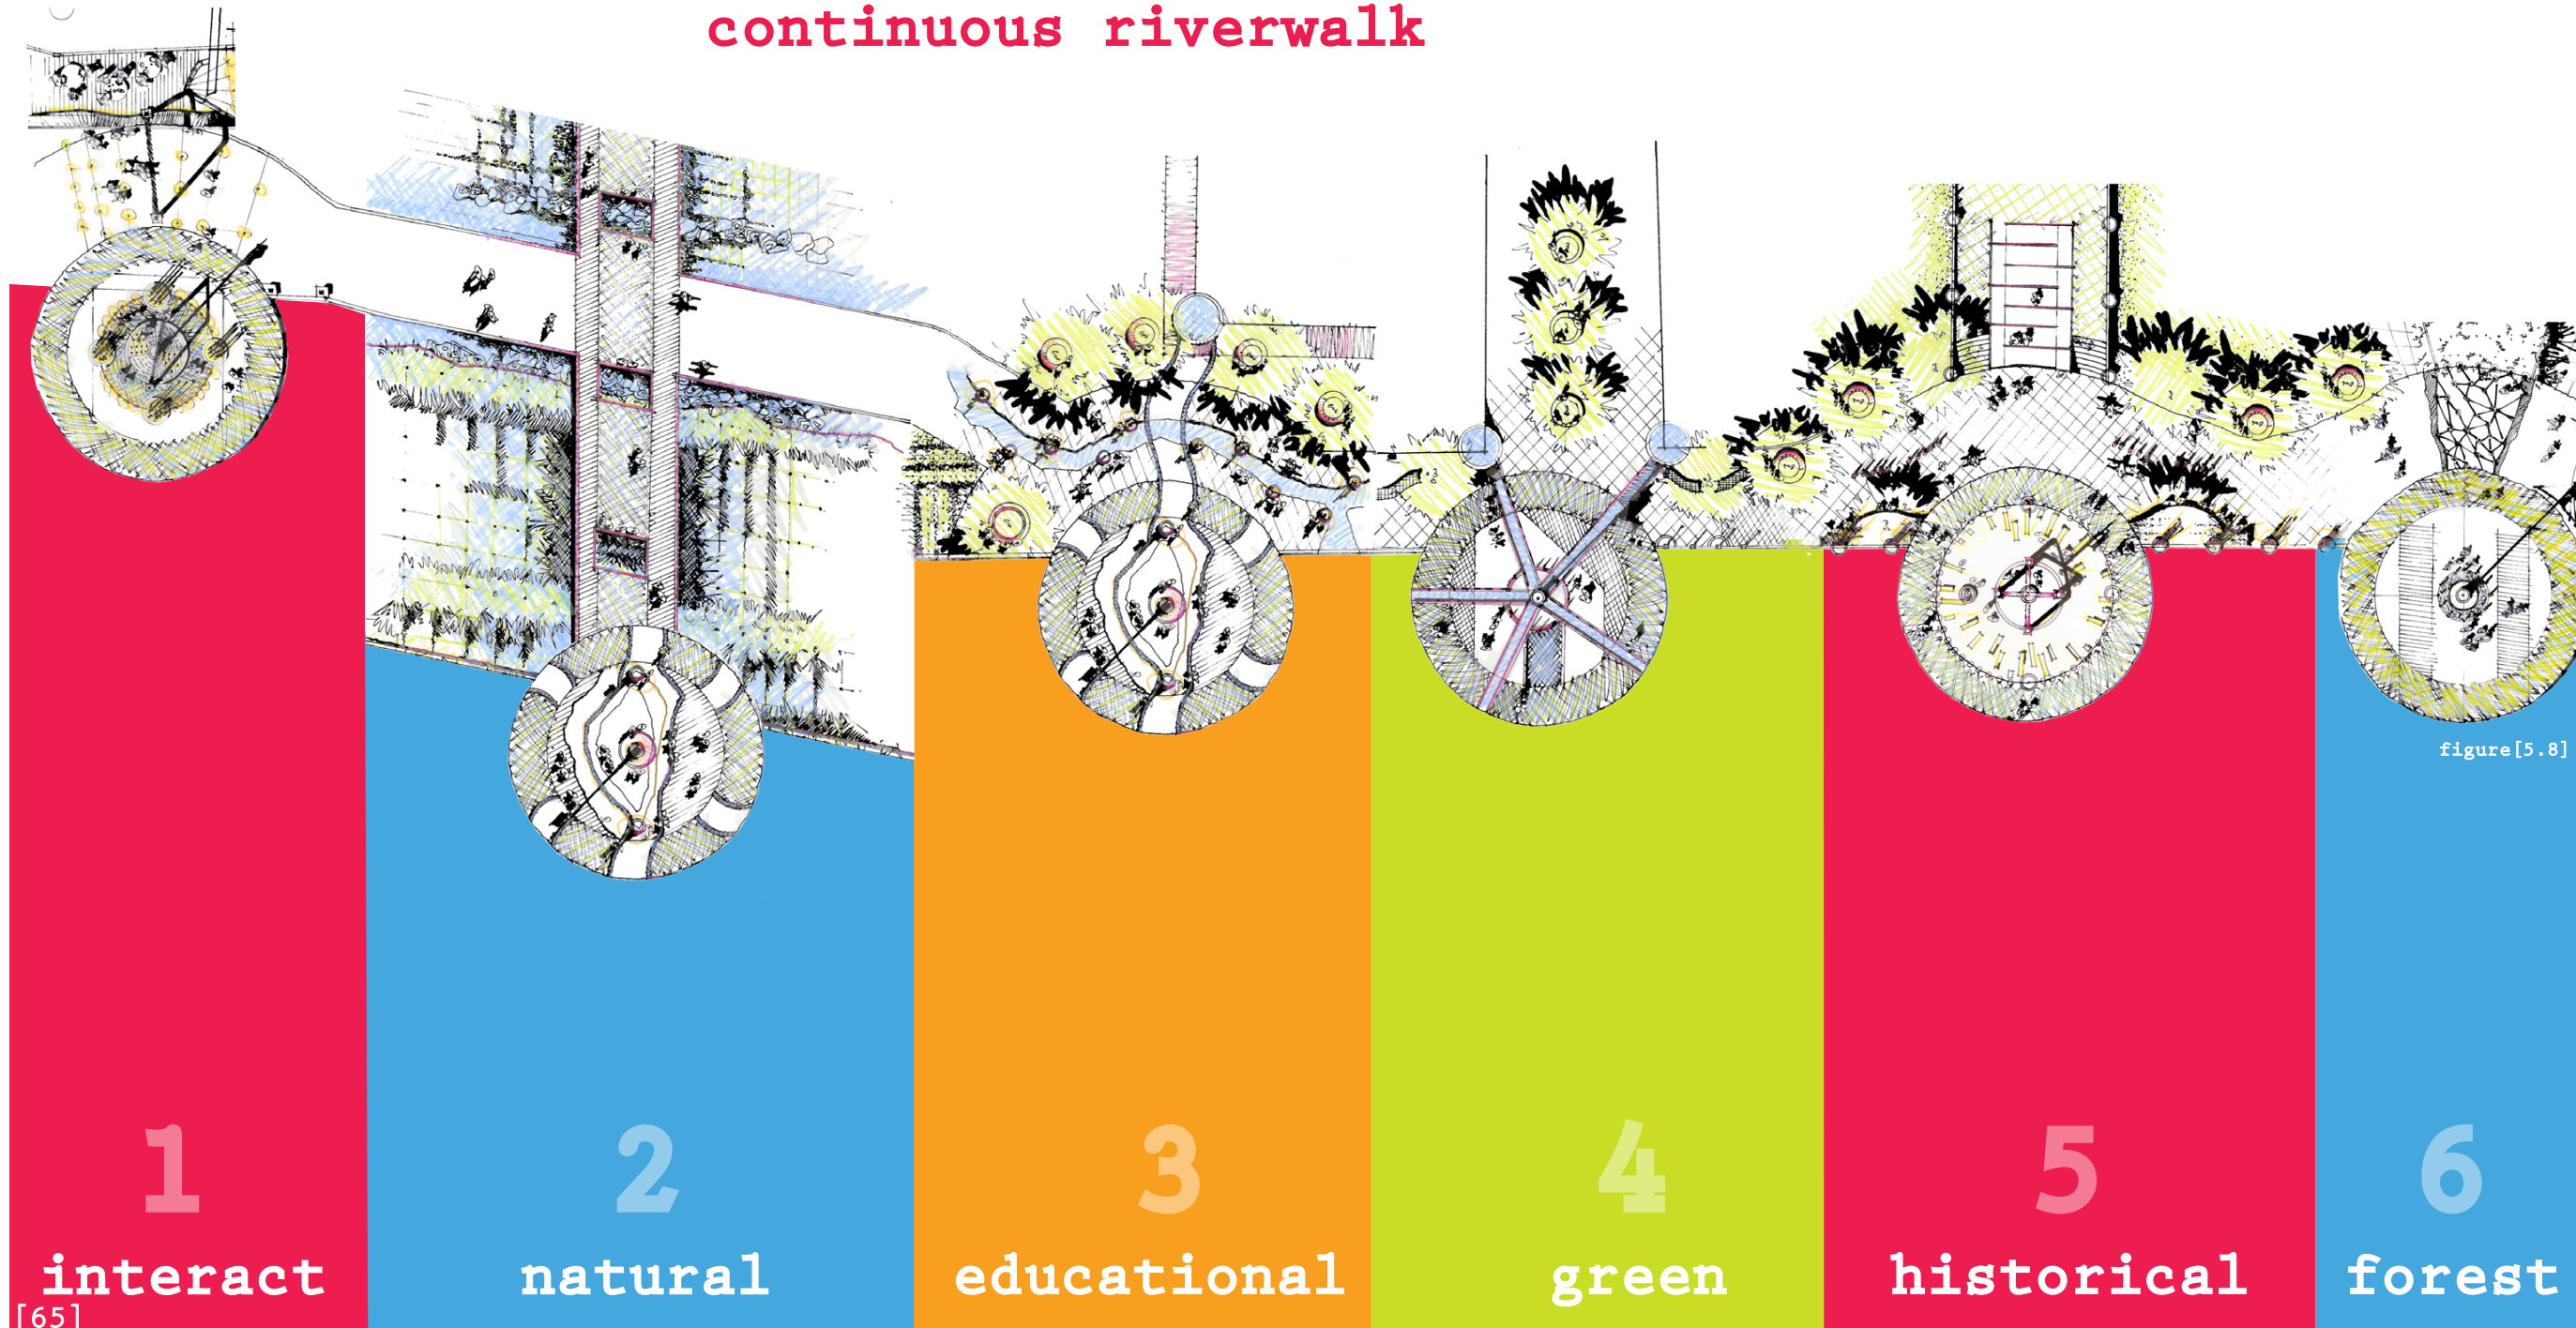 continuous riverwalk
figure[5.8]
1
2
3
4
5
6
interact
natural
educational
green
historical
forest
[65]